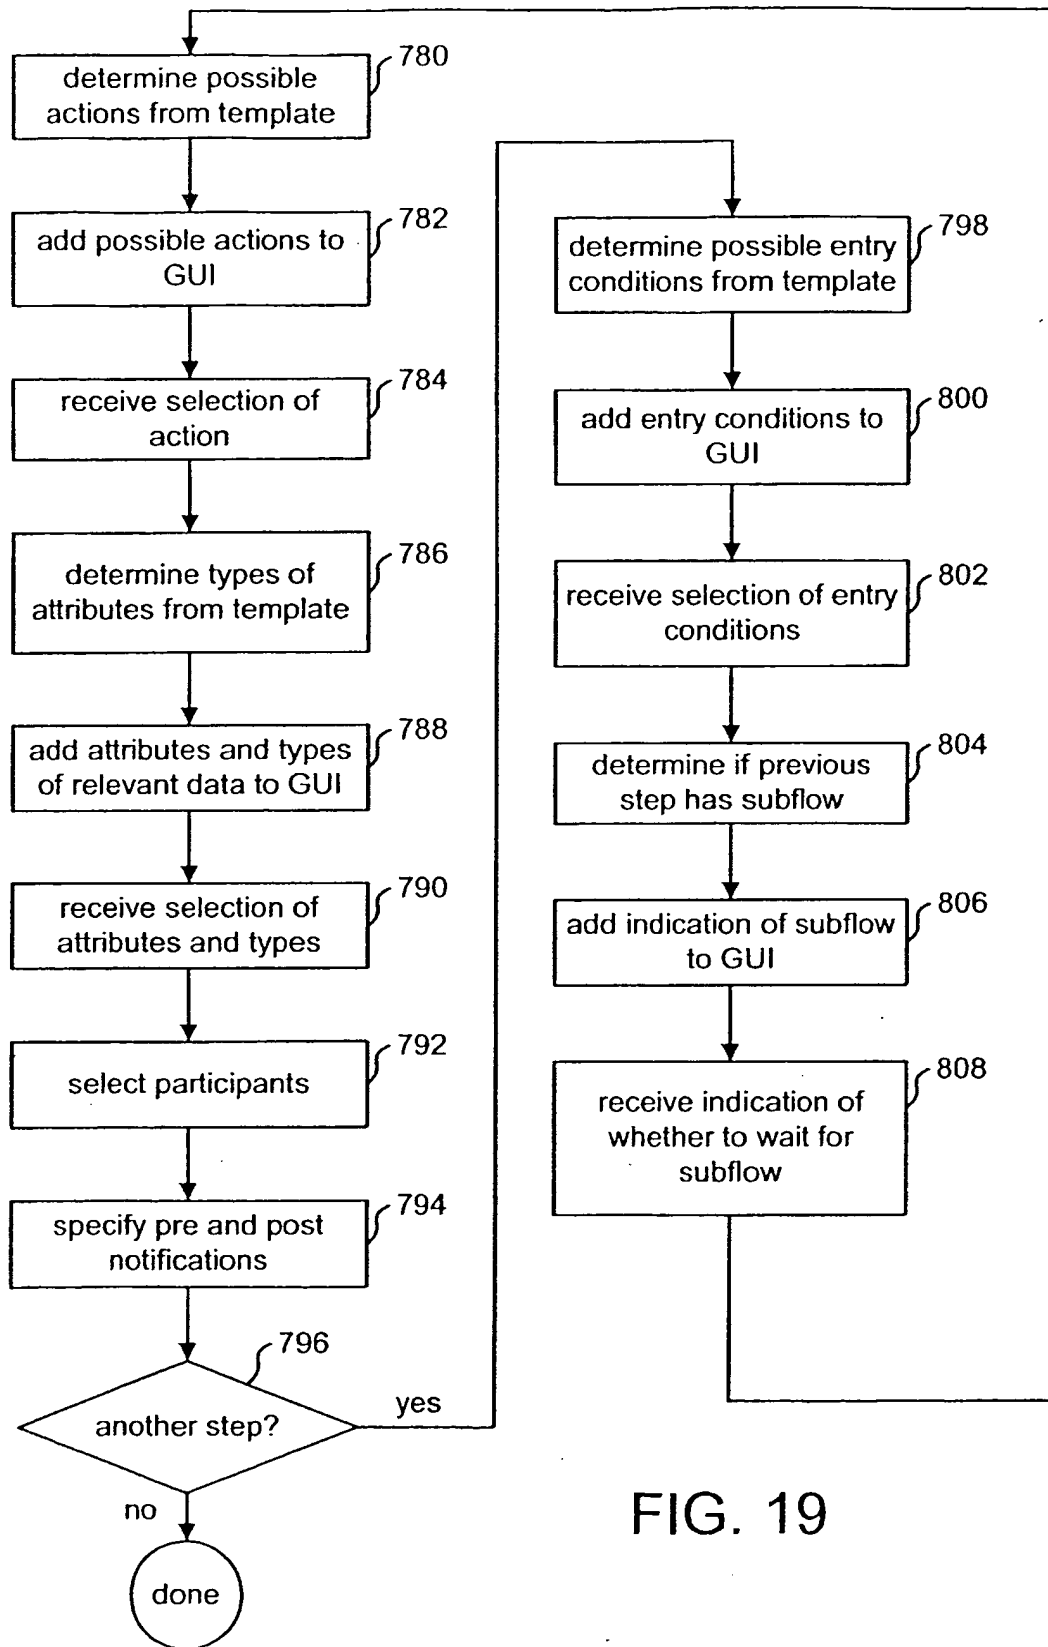 780
determine possible
actions from template
782
add possible actions to
GUI
784
receive selection of
action
786
determine types of
attributes from template
788
add attributes and types
of relevant data to GUI
790
receive selection of
attributes and types
792
select participants
794
specify pre and post
notifications
796
another step?
yes
no
done
798
determine possible entry
conditions from template
800
add entry conditions to
GUI
802
receive selection of entry
conditions
804
determine if previous
step has subflow
806
add indication of subflow
to GUI
808
receive indication of
whether to wait for
subflow
FIG. 19